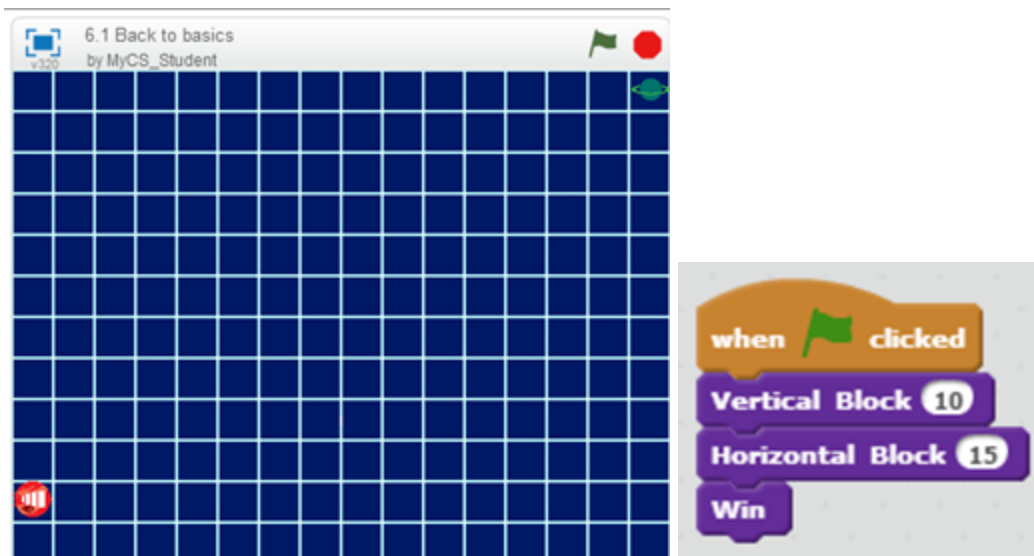 6.1 Back to basics
v320
by MyCS_Student
when clicked
Vertical Block 10
Horizontal Block 15
Win